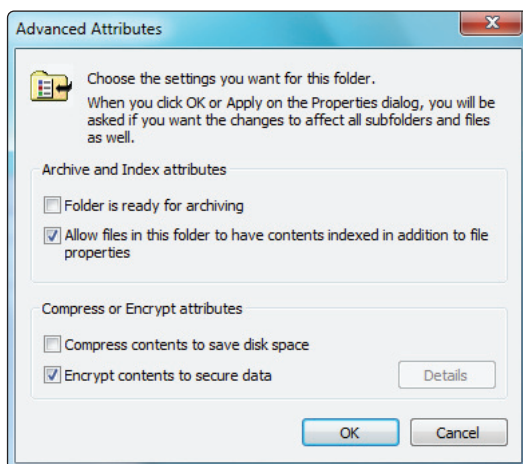 Advanced Attributes
X
Choose the settings you want for this folder.
When you click OK or Apply on the Properties dialog, you will be
asked if you want the changes to affect all subfolders and files
as well.
Archive and Index attributes
Folder is ready for archiving
Allow files in this folder to have contents indexed in addition to file
properties
Compress or Encrypt attributes
Compress contents to save disk space
Encrypt contents to secure data
Details
OK
Cancel